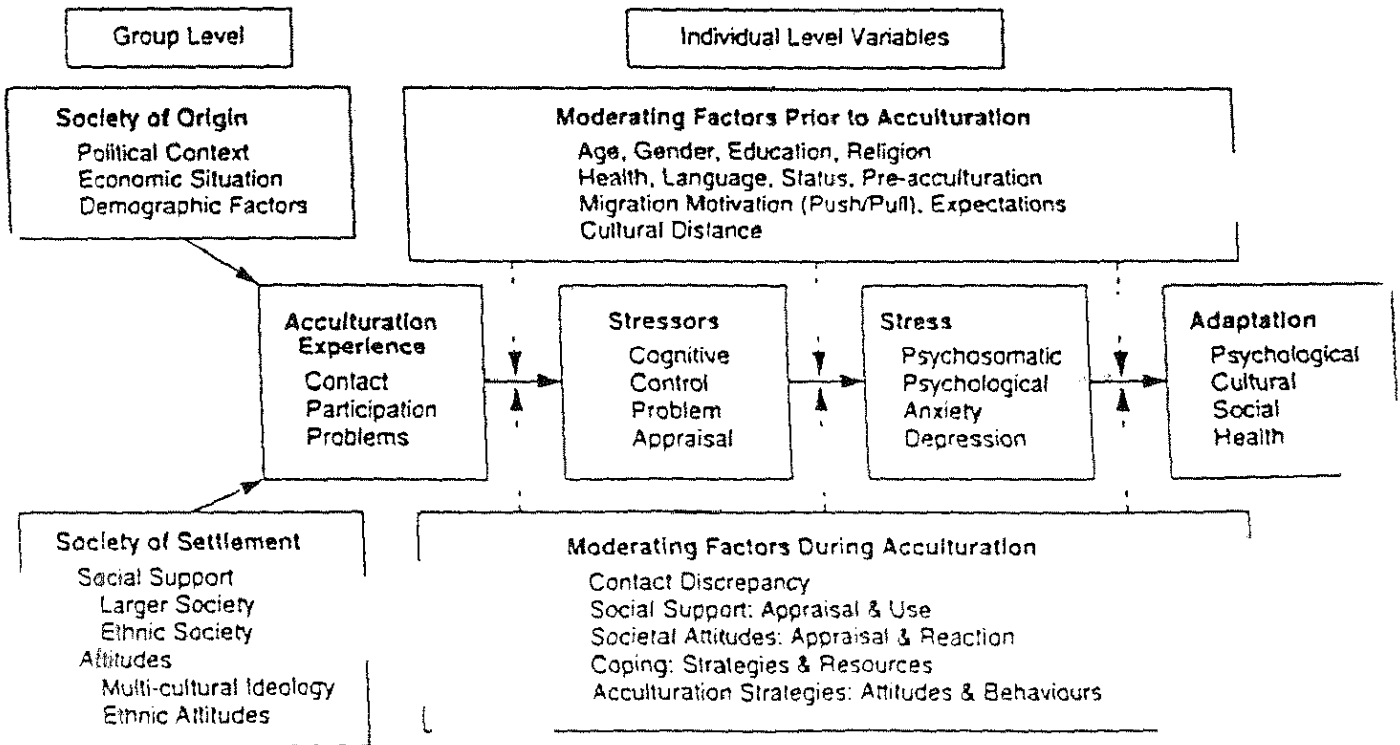 Group Level
Individual Level Variables
Society of Origin
Political Context
Economic Situation
Demographic Factors
Moderating Factors Prior to Acculturation
Age, Gender, Education, Religion
Health, Language, Status, Pre-acculturation
Migration Motivation (Push/Pull), Expectations
Cultural Distance
Acculturation
Experience
Contact
Participation
Problems
Stressors
Cognitive
Control
Problem
Appraisal
Stress
Psychosomatic
Psychological
Anxiety
Depression
Adaptation
Psychological
Cultural
Social
Health
Society of Settlement
Social Support
Larger Society
Ethnic Society
Attitudes
Multi-cultural Ideology
Ethnic Attitudes
Moderating Factors During Acculturation
Contact Discrepancy
Social Support: Appraisal & Use
Societal Attitudes: Appraisal & Reaction
Coping: Strategies & Resources
Acculturation Strategies: Attitudes & Behaviours